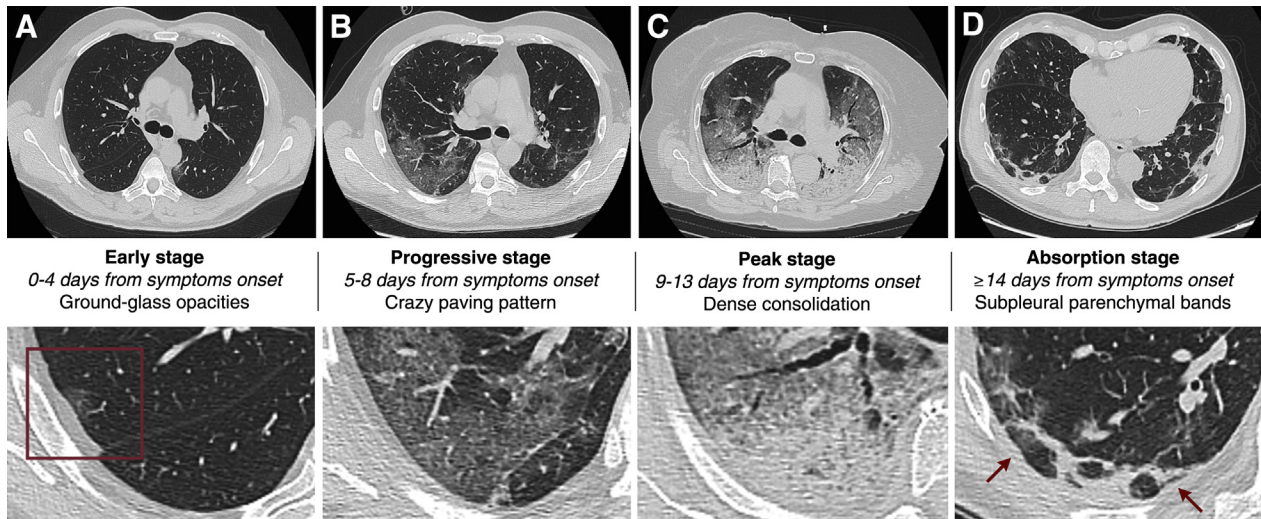 A
B
C
D
Early stage
0-4 days from symptoms onset
Ground-glass opacities
Progressive stage
5-8 days from symptoms onset
Crazy paving pattern
Peak stage
9-13 days from symptoms onset
Dense consolidation
Absorption stage
≥14 days from symptoms onset
Subpleural parenchymal bands